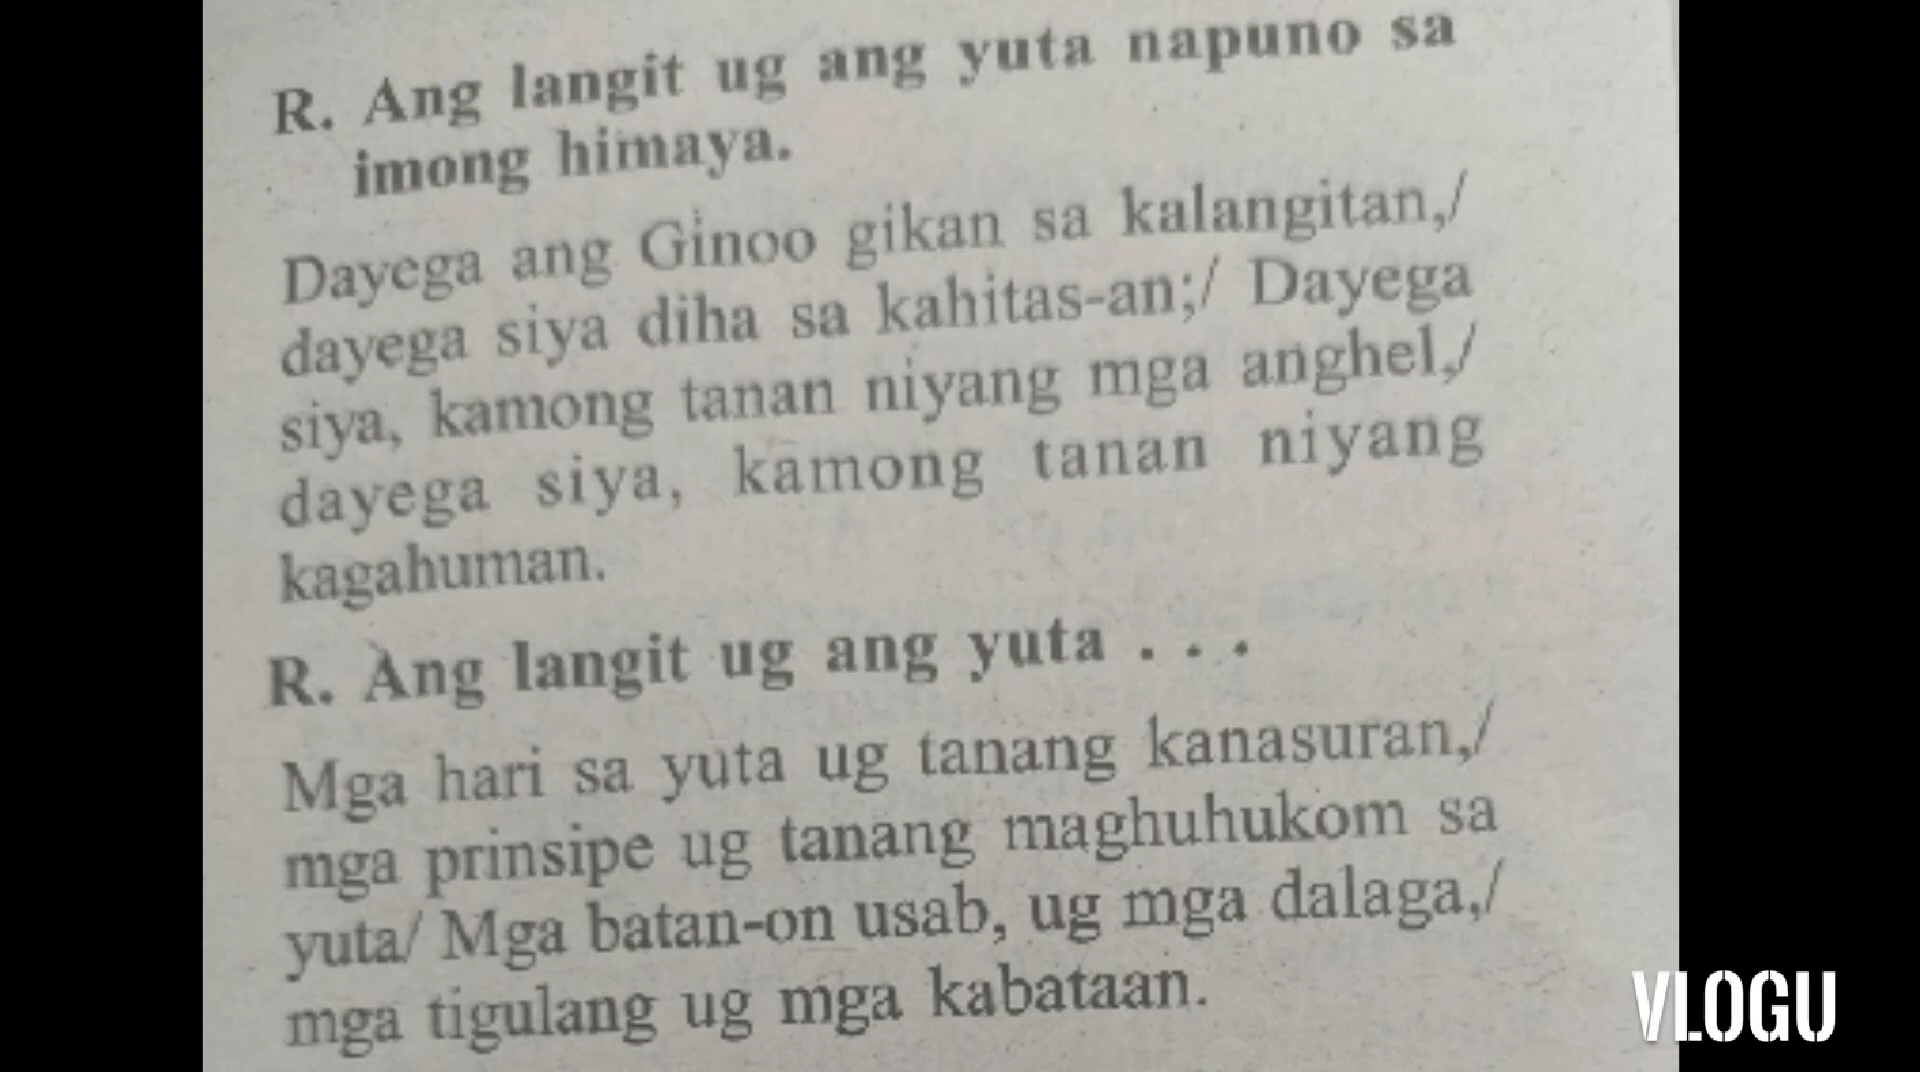 R. Ang langit ug ang yuta napuno sa
imong himaya.
Dayega ang Ginoo gikan sa kalangitan,/
dayega siya diha sa kahitas-an;/ Dayega
siya, kamong tanan niyang mga anghel,/
dayega siya, kamong tanan niyang
kagahuman.
R. Ang langit ug ang yuta . . .
Mga hari sa yuta ug tanang kanasuran,/
mga prinsipe ug tanang maghuhukom sa
yuta/ Mga batan-on usab, ug mga dalaga,/
mga tigulang ug mga kabataan.
VLOGU